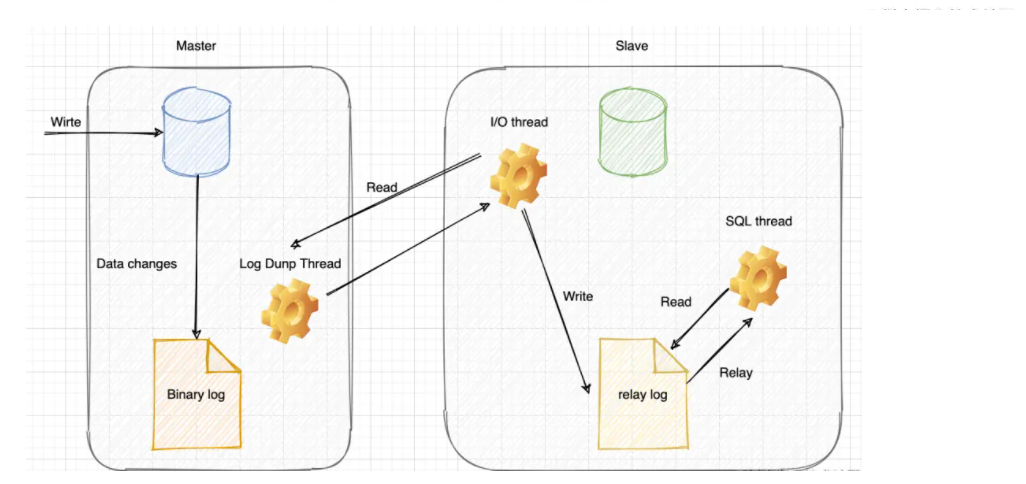 Master
Slave
Wirte
I/O thread
Read
SQL thread
Data changes
Log Dunp Thread
Write
Read
Relay
Binary log
relay log